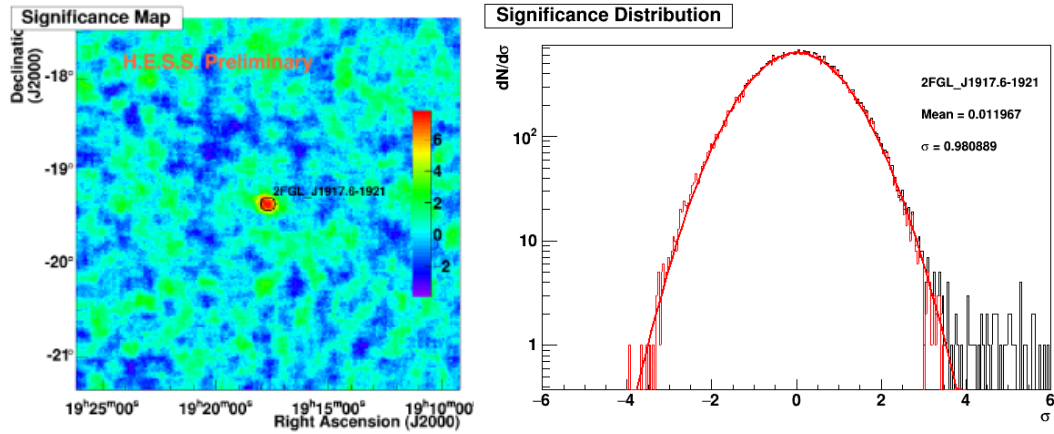 Significance Map
H.E.S.S. Preliminary
Declination
(J2000)
-18°
-19°
-20°
-21°
2FGL_J1917.6-1921
6
4
2
0
-2
19ʰ25ᵐ00ˢ
19ʰ20ᵐ00ˢ
19ʰ15ᵐ00ˢ
19ʰ10ᵐ00ˢ
Right Ascension (J2000)
Significance Distribution
dN/dσ
10²
10
1
2FGL_J1917.6-1921
Mean = 0.011967
σ = 0.980889
−6
−4
−2
0
2
4
6
σ